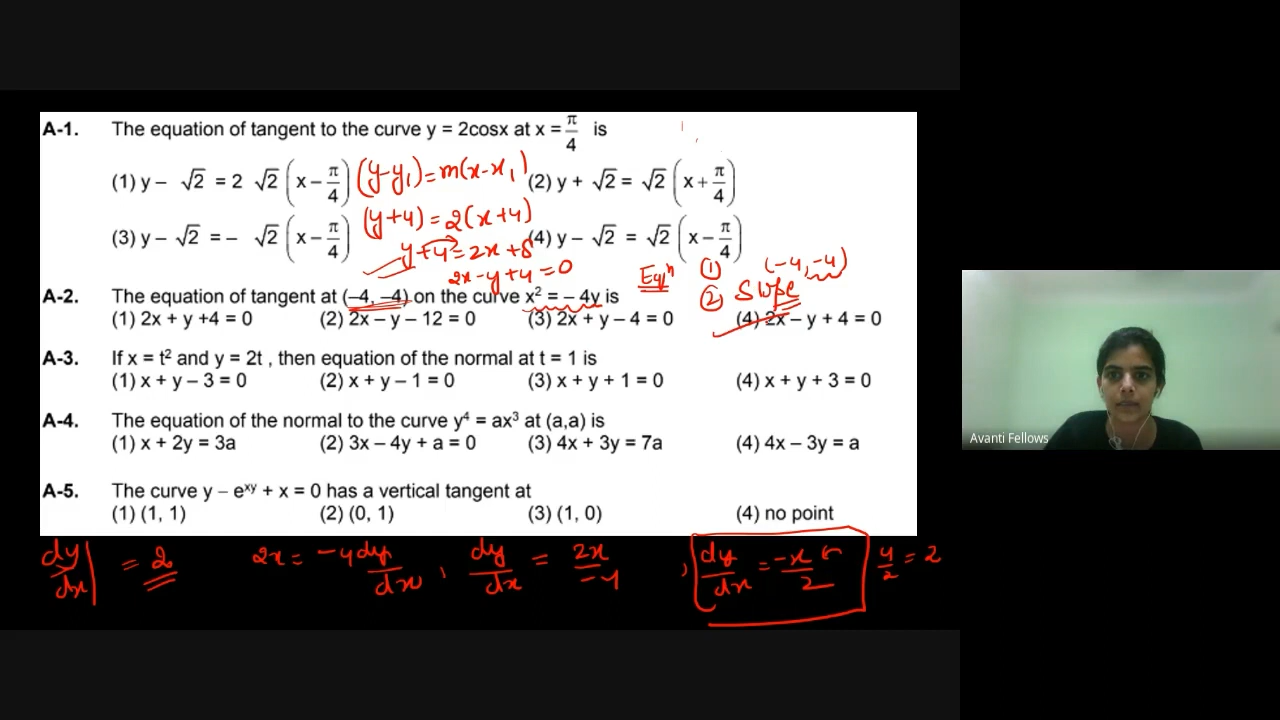 A-1. The equation of tangent to the curve y = 2cosx at x = π/4 is
(1) y – √2 = 2 √2 (x – π/4) (y-y₁) = m(x-x₁) (2) y + √2 = √2 (x + π/4)
(y+4) = 2(x+4)
(3) y – √2 = – √2 (x – π/4) (4) y – √2 = √2 (x – π/4)
y+4 = 2x+8
2x-y+4=0 Eqⁿ ① (-4,-4)
② Slope
A-2. The equation of tangent at (–4, –4) on the curve x² = – 4y is
(1) 2x + y +4 = 0 (2) 2x – y – 12 = 0 (3) 2x + y – 4 = 0 (4) 2x – y + 4 = 0
A-3. If x = t² and y = 2t , then equation of the normal at t = 1 is
(1) x + y – 3 = 0 (2) x + y – 1 = 0 (3) x + y + 1 = 0 (4) x + y + 3 = 0
A-4. The equation of the normal to the curve y⁴ = ax³ at (a,a) is
(1) x + 2y = 3a (2) 3x – 4y + a = 0 (3) 4x + 3y = 7a (4) 4x – 3y = a
A-5. The curve y – eˣʸ + x = 0 has a vertical tangent at
(1) (1, 1) (2) (0, 1) (3) (1, 0) (4) no point
dy/dx| = 2 2x = -4 dy/dx , dy/dx = 2x/-4 , dy/dx = -x/2 4/2 = 2
Avanti Fellows